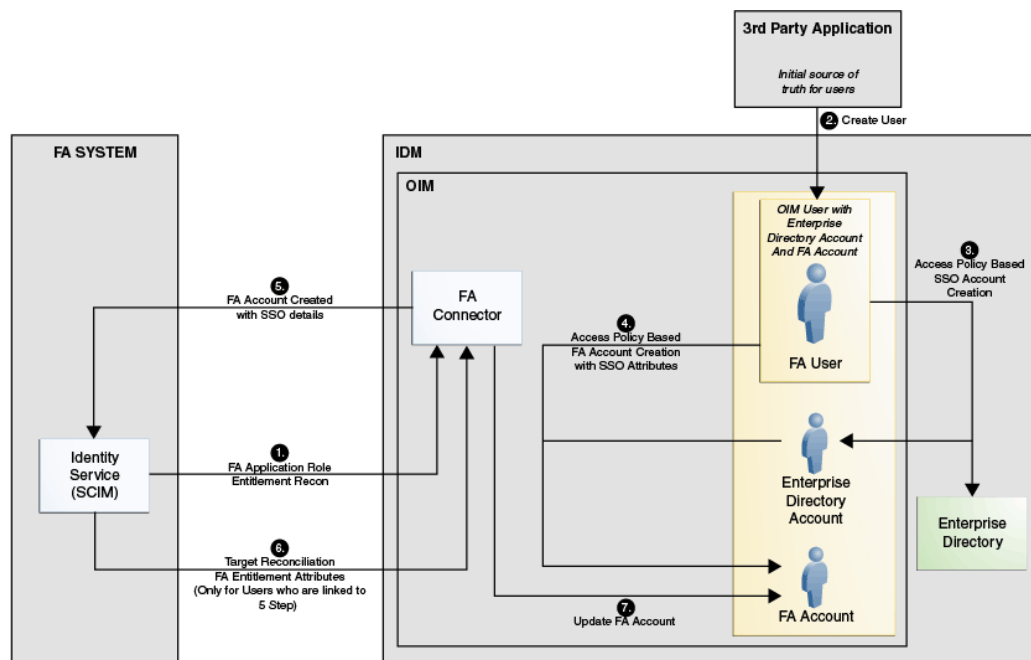 3rd Party Application
Initial source of
truth for users
2. Create User
FA SYSTEM
IDM
OIM
OIM User with
Enterprise
Directory Account
And FA Account
FA User
3.
Access Policy Based
SSO Account
Creation
5.
FA Account Created
with SSO details
FA
Connector
4.
Access Policy Based
FA Account Creation
with SSO Attributes
Identity
Service
(SCIM)
1.
FA Application Role
Entitlement Recon
Enterprise
Directory
Account
Enterprise
Directory
6.
Target Reconciliation
FA Entitlement Attributes
(Only for Users who are linked to
5 Step)
7.
Update FA Account
FA Account